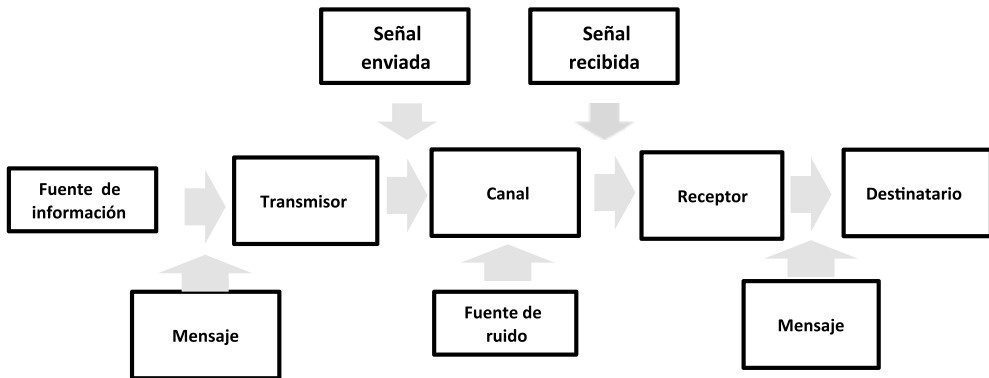 Señal
enviada
Señal
recibida
Fuente de
información
Transmisor
Canal
Receptor
Destinatario
Mensaje
Fuente de
ruido
Mensaje